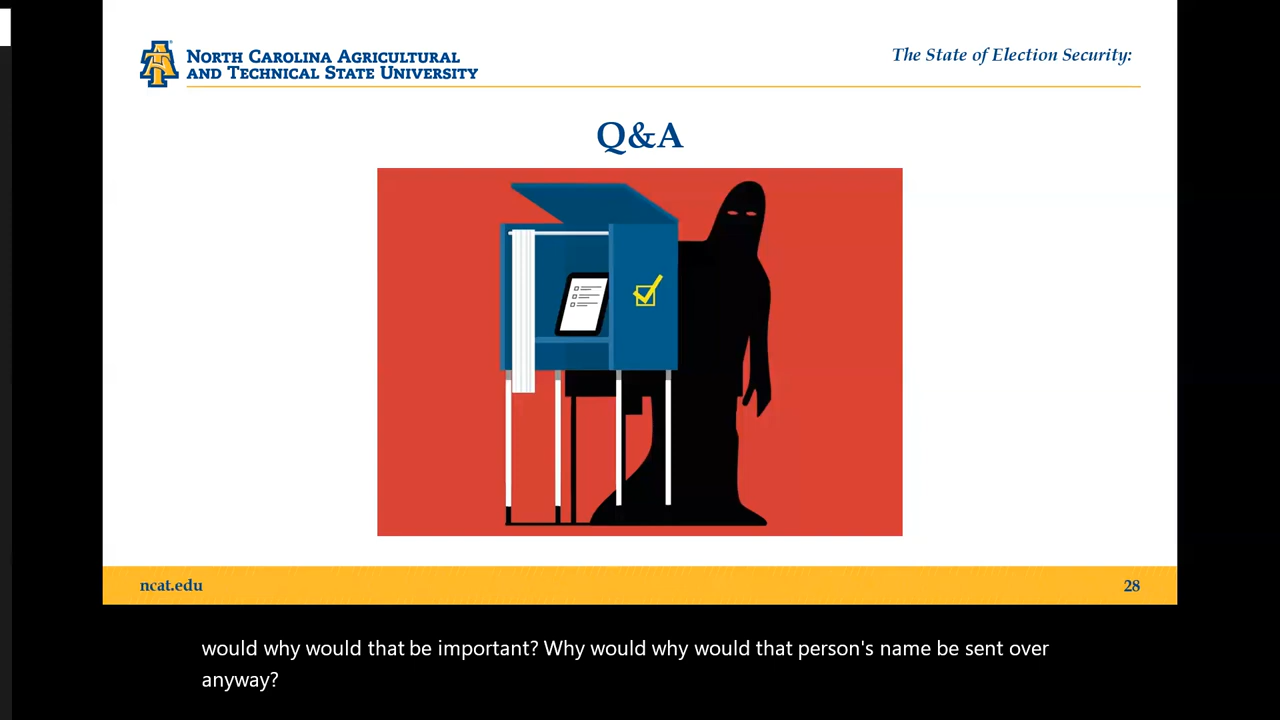 NORTH CAROLINA AGRICULTURAL
AND TECHNICAL STATE UNIVERSITY
The State of Election Security:
Q&A
ncat.edu
28
would why would that be important? Why would why would that person's name be sent over
anyway?